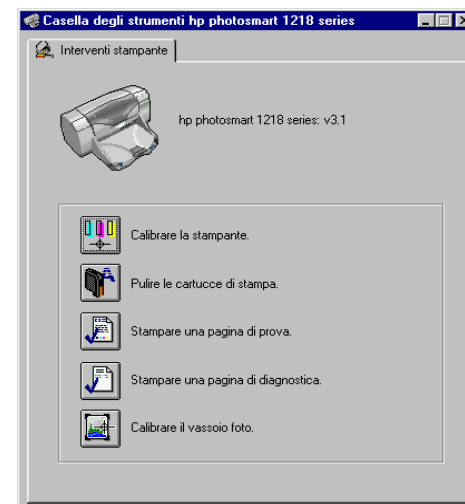 Casella degli strumenti hp photosmart 1218 series
Interventi stampante
hp photosmart 1218 series: v3.1
Calibrare la stampante.
Pulire le cartucce di stampa.
Stampare una pagina di prova.
Stampare una pagina di diagnostica.
Calibrare il vassoio foto.